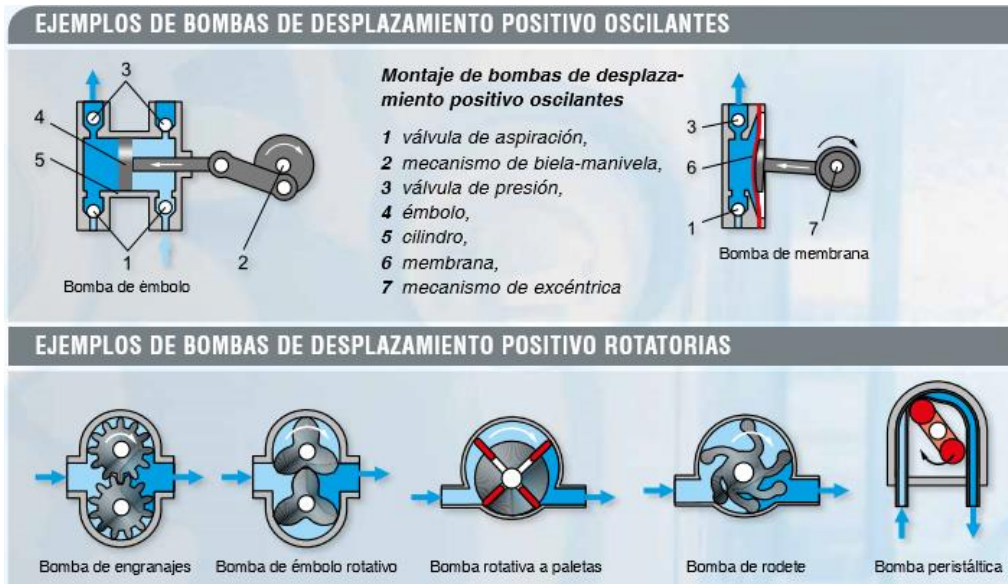 EJEMPLOS DE BOMBAS DE DESPLAZAMIENTO POSITIVO OSCILANTES
3
4
5
1
2
Bomba de émbolo
Montaje de bombas de desplaza-
miento positivo oscilantes
1 válvula de aspiración,
2 mecanismo de biela-manivela,
3 válvula de presión,
4 émbolo,
5 cilindro,
6 membrana,
7 mecanismo de excéntrica
3
6
1
7
Bomba de membrana
EJEMPLOS DE BOMBAS DE DESPLAZAMIENTO POSITIVO ROTATORIAS
Bomba de engranajes
Bomba de émbolo rotativo
Bomba rotativa a paletas
Bomba de rodete
Bomba peristáltica